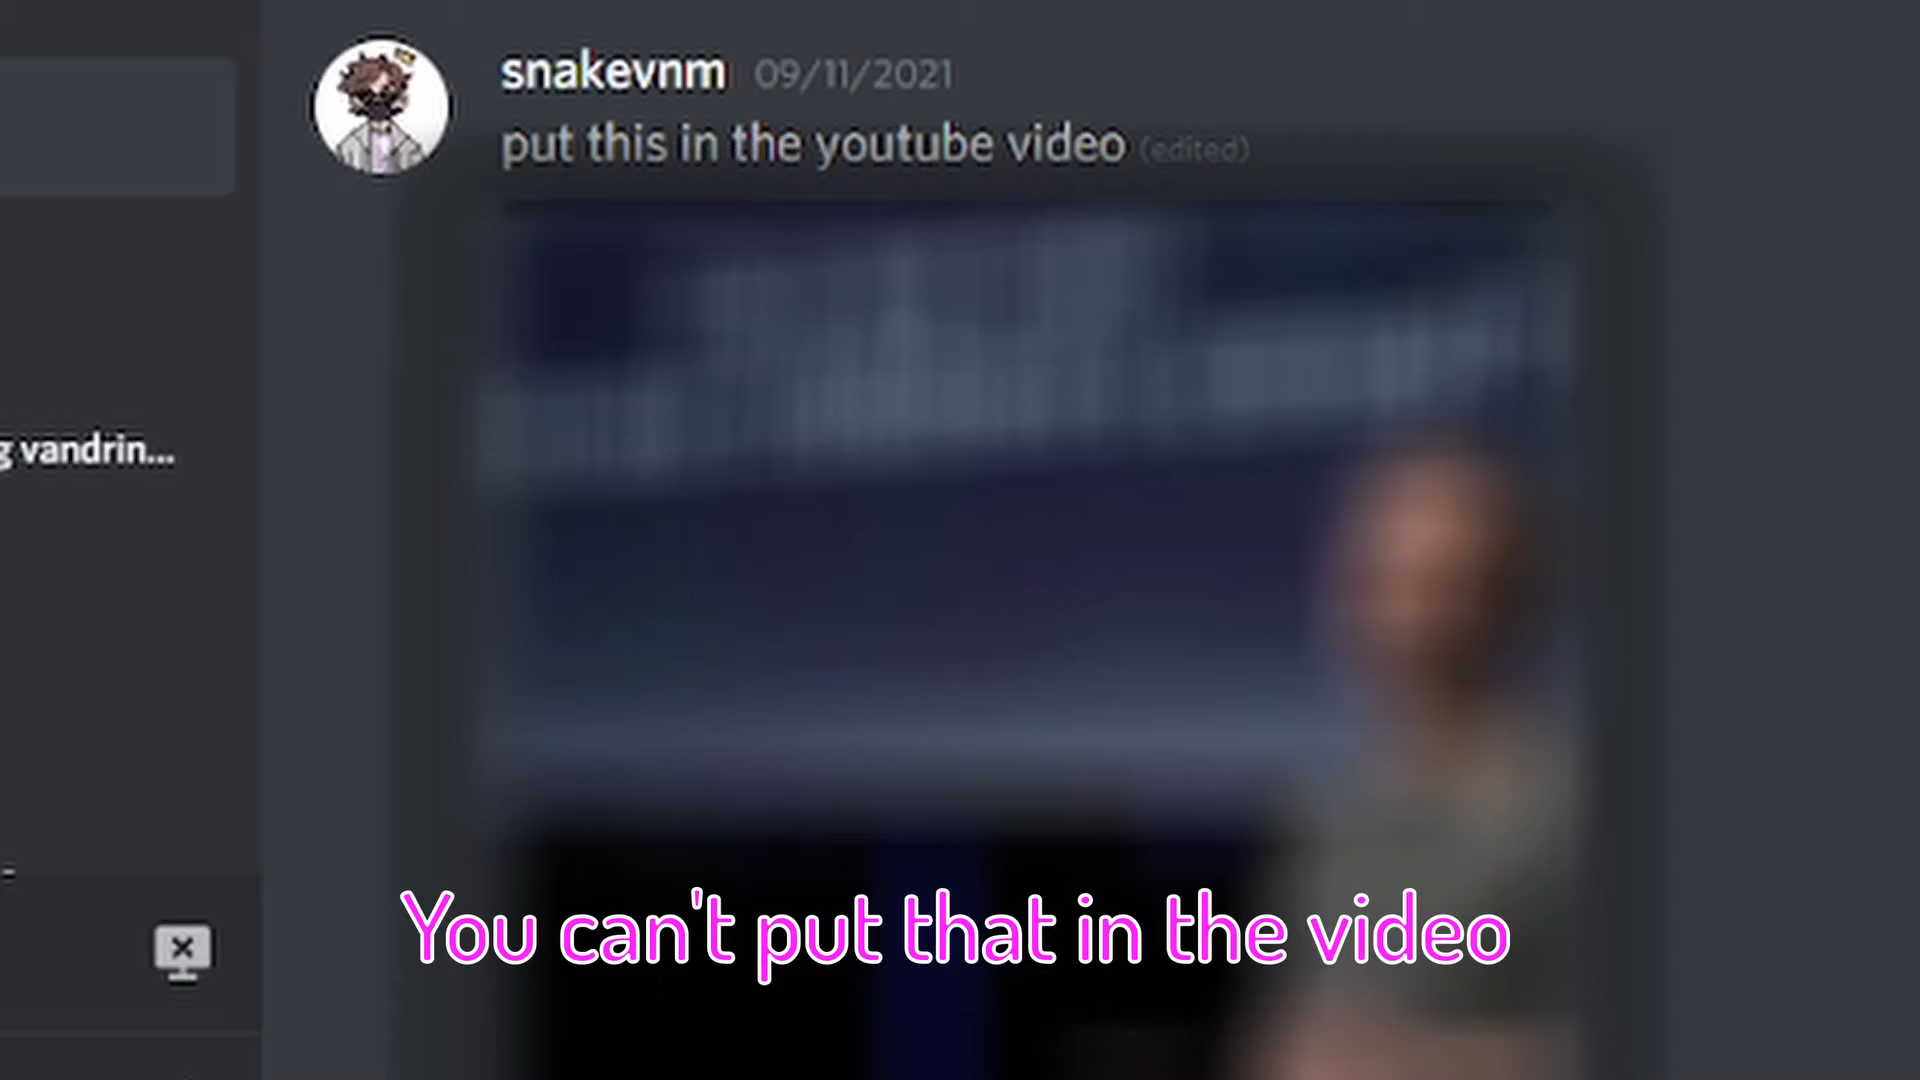 snakevnm 09/11/2021
put this in the youtube video (edited)
g vandrin...
You can't put that in the video